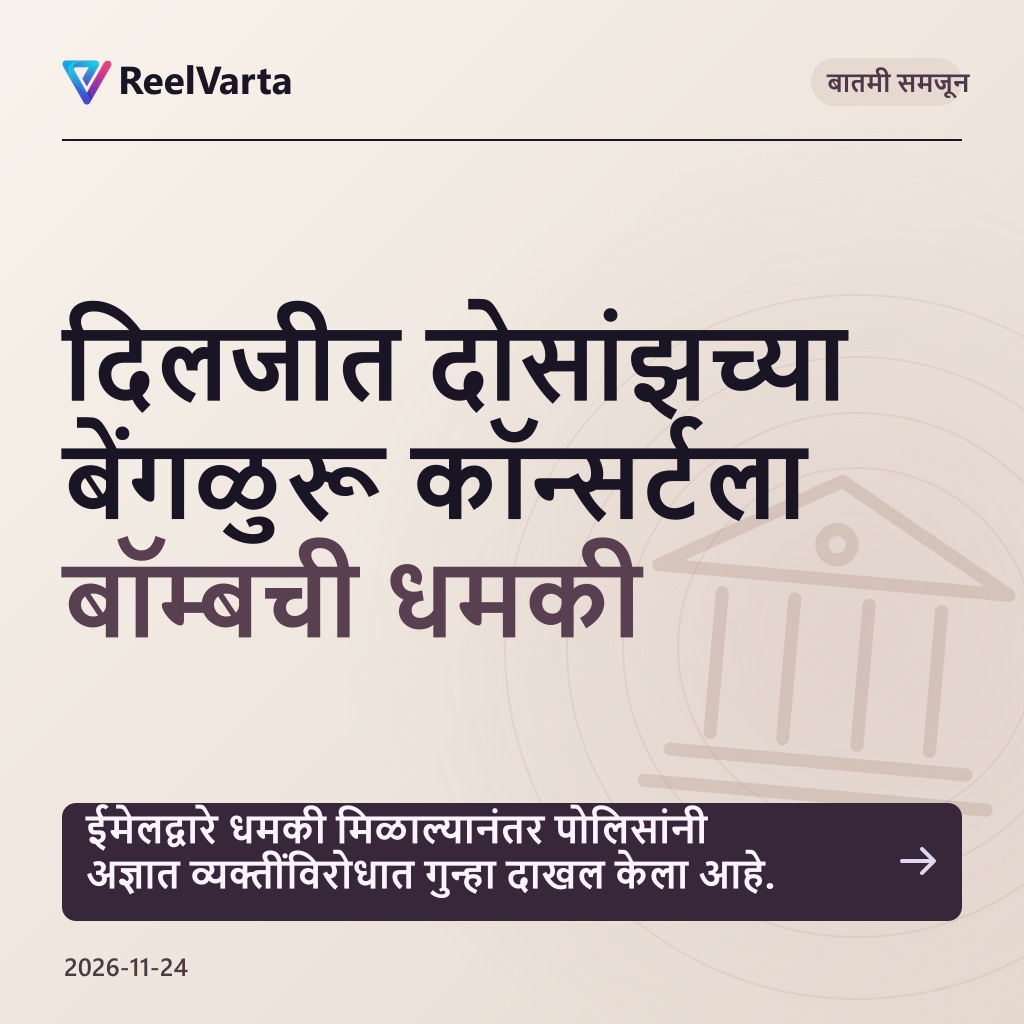 ReelVarta
बातमी समजून
दिलजीत दोसांझच्या
बेंगळुरू कॉन्सर्टला
बॉम्बची धमकी
ईमेलद्वारे धमकी मिळाल्यानंतर पोलिसांनी
अज्ञात व्यक्तींविरोधात गुन्हा दाखल केला आहे.
2026-11-24